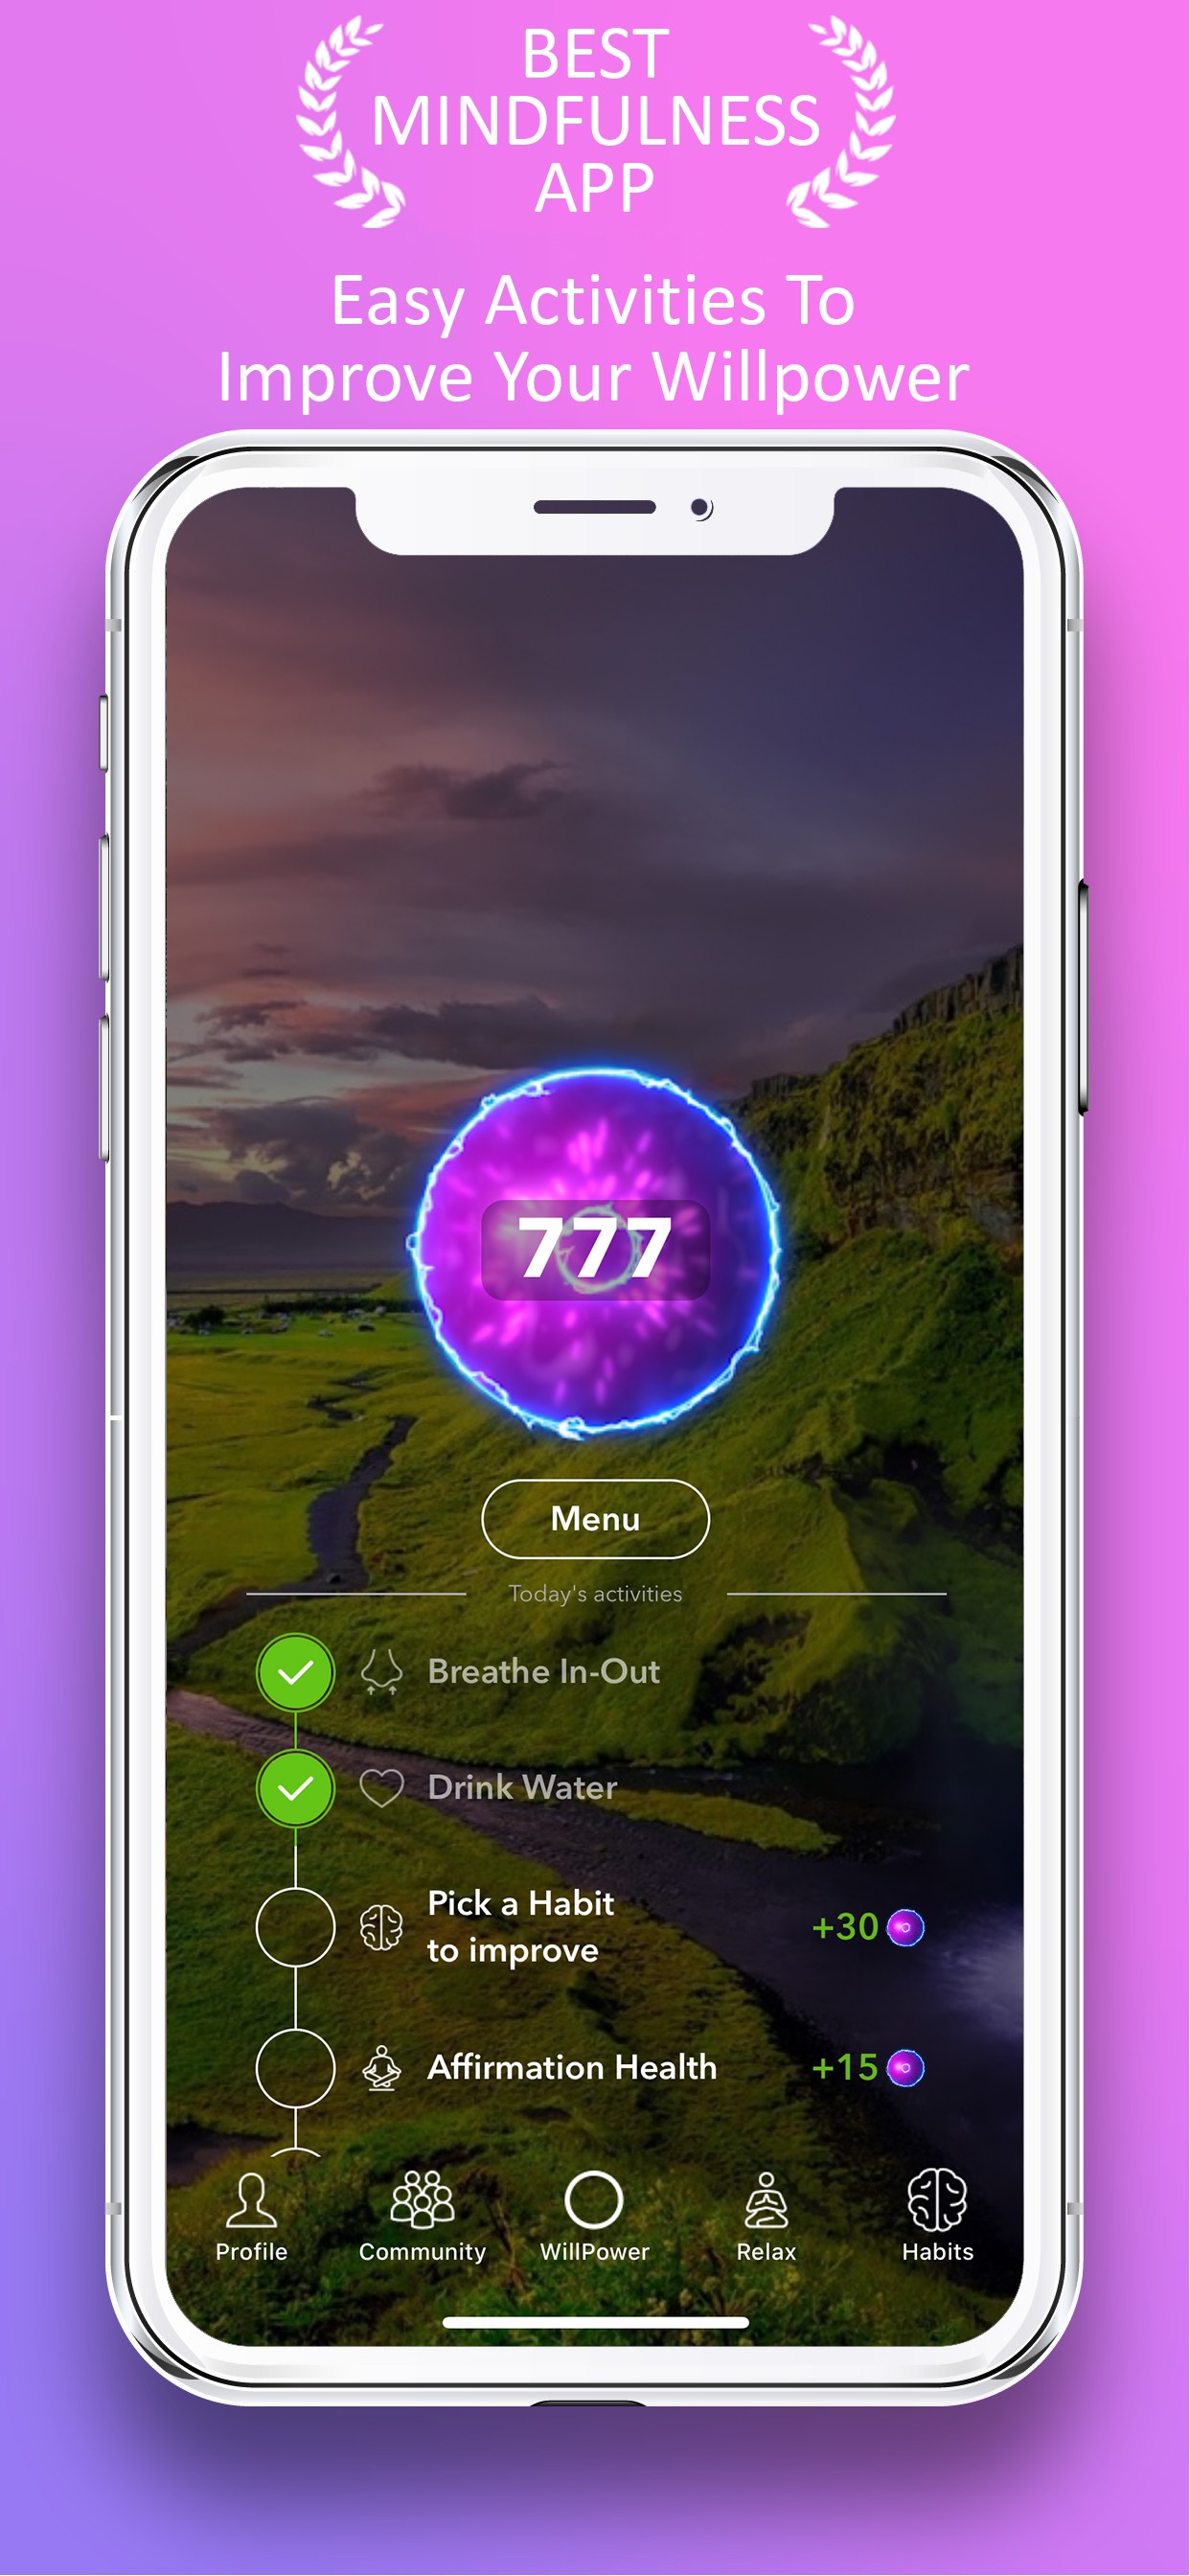 BEST
MINDFULNESS
APP
Easy Activities To
Improve Your Willpower
777
Menu
Today's activities
Breathe In-Out
Drink Water
Pick a Habit
to improve
+30
Affirmation Health
+15
Profile
Community
WillPower
Relax
Habits